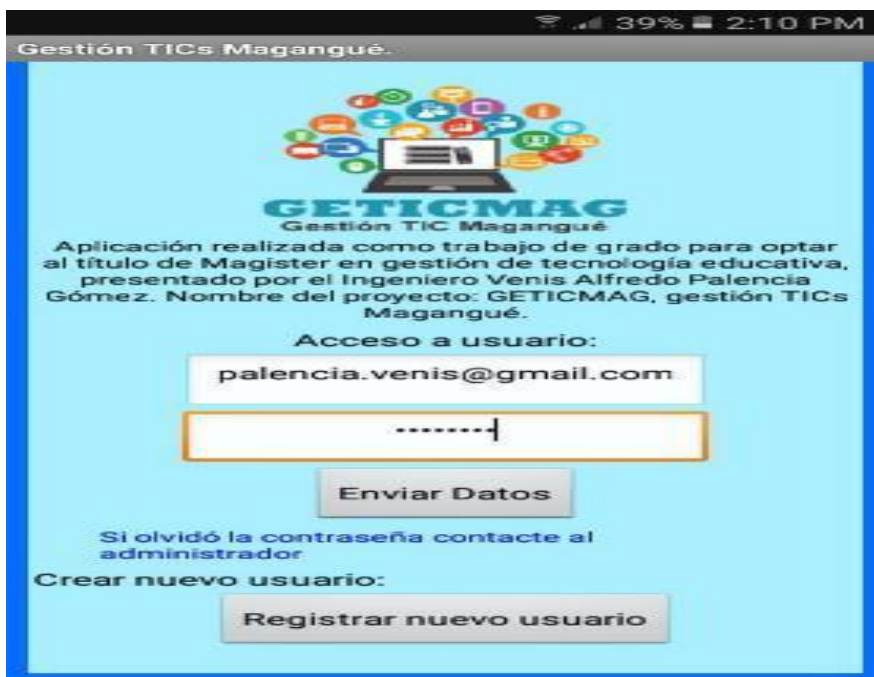 39% 2:10 PM
Gestión TICs Magangué.
GETICMAG
Gestión TIC Magangué
Aplicación realizada como trabajo de grado para optar
al título de Magister en gestión de tecnología educativa,
presentado por el Ingeniero Venis Alfredo Palencia
Gómez. Nombre del proyecto: GETICMAG, gestión TICs
Magangué.
Acceso a usuario:
palencia.venis@gmail.com
••••••••
Enviar Datos
Si olvidó la contraseña contacte al
administrador
Crear nuevo usuario:
Registrar nuevo usuario